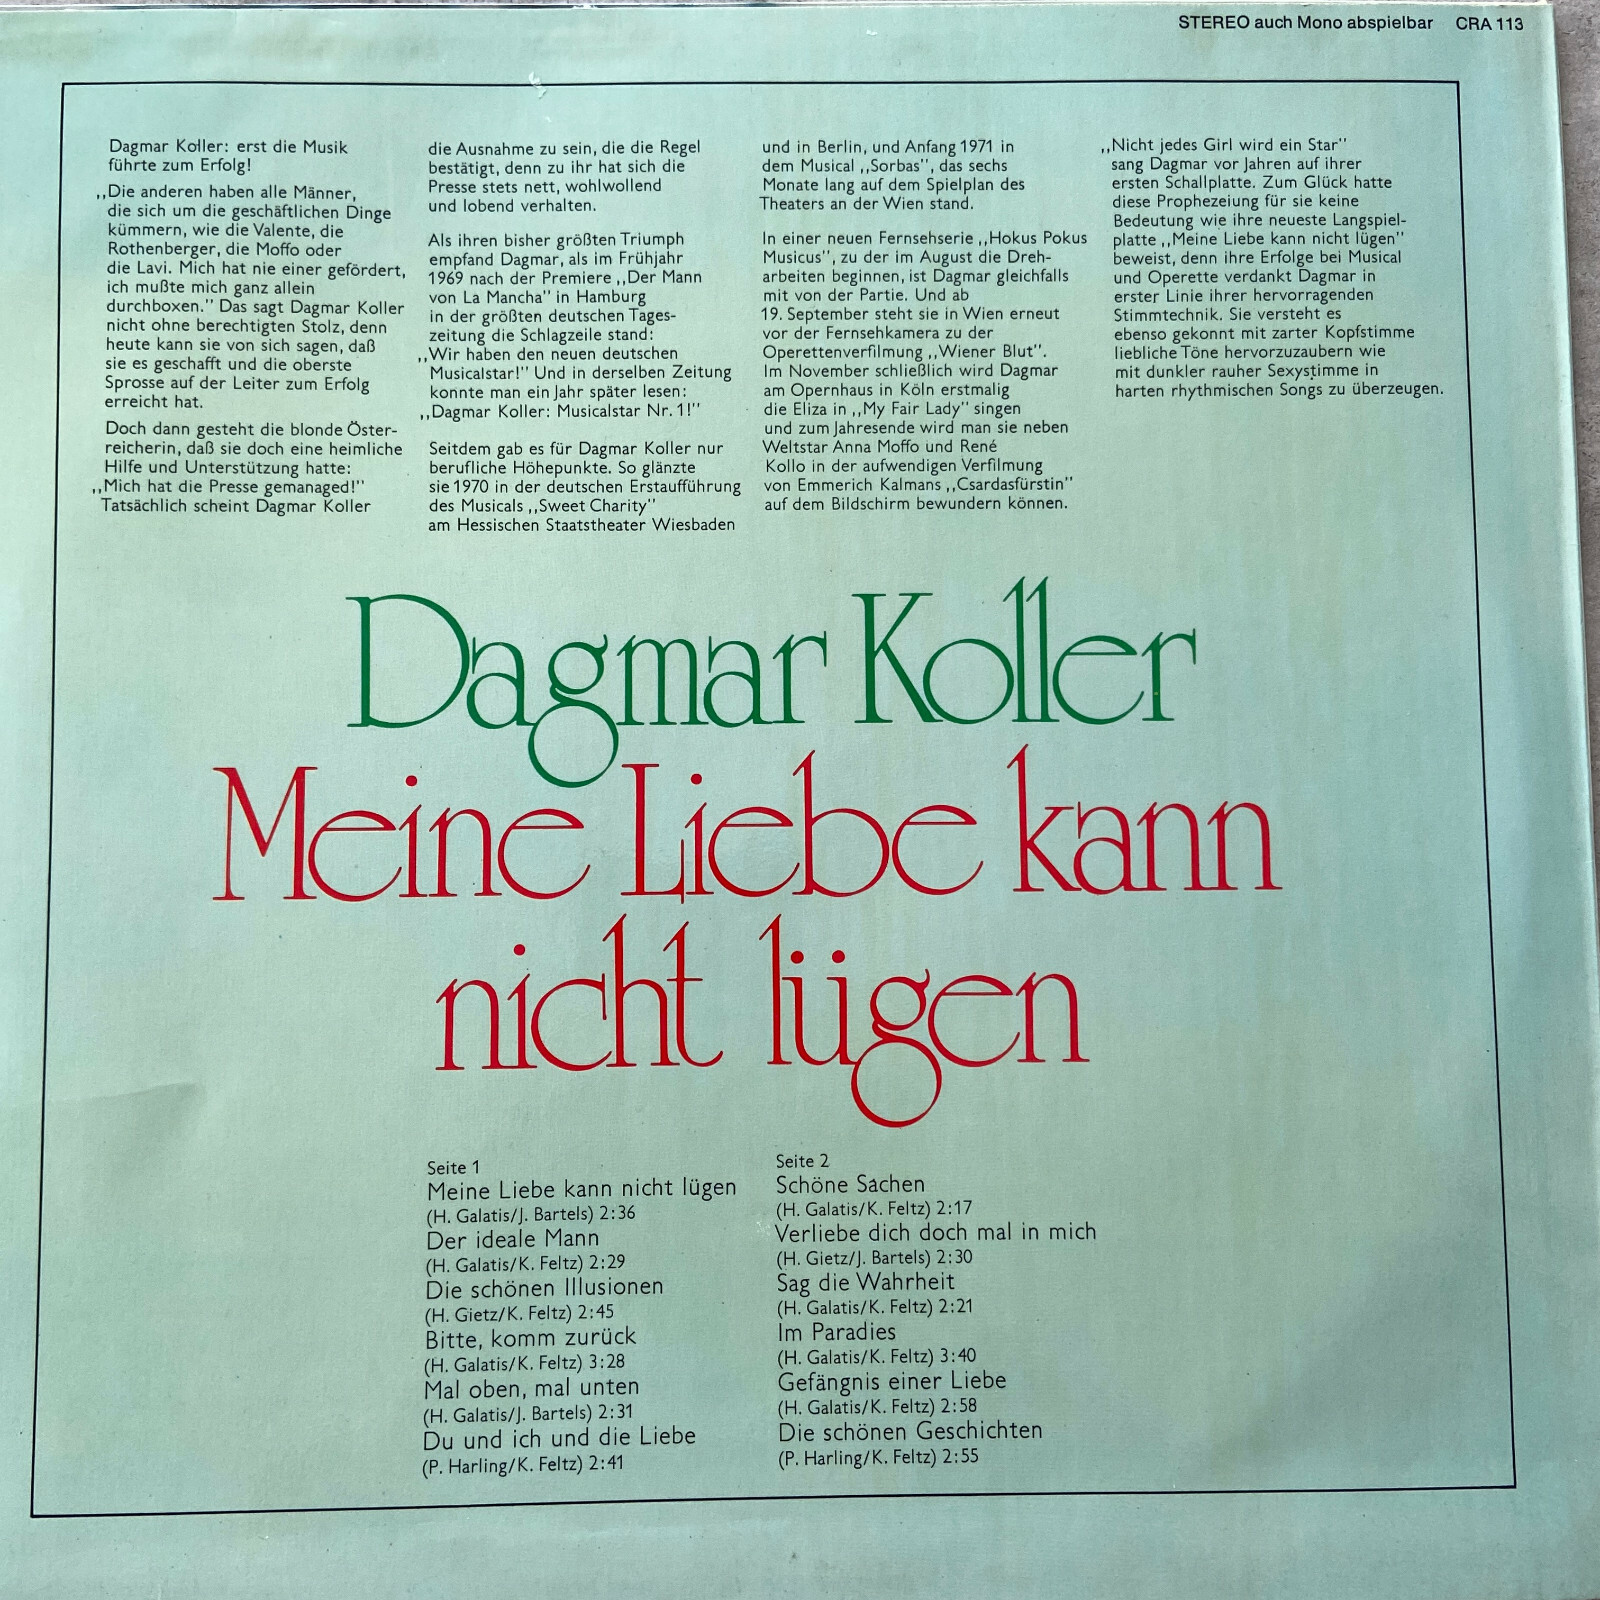 STEREO auch Mono abspielbar CRA 113
Dagmar Koller: erst die Musik
führte zum Erfolg!
,,Die anderen haben alle Männer,
die sich um die geschäftlichen Dinge
kümmern, wie die Valente, die
Rothenberger, die Moffo oder
die Lavi. Mich hat nie einer gefördert,
ich mußte mich ganz allein
durchboxen." Das sagt Dagmar Koller
nicht ohne berechtigten Stolz, denn
heute kann sie von sich sagen, daß
sie es geschafft und die oberste
Sprosse auf der Leiter zum Erfolg
erreicht hat.
Doch dann gesteht die blonde Öster-
reicherin, daß sie doch eine heimliche
Hilfe und Unterstützung hatte:
,,Mich hat die Presse gemanaged!"
Tatsächlich scheint Dagmar Koller
die Ausnahme zu sein, die die Regel
bestätigt, denn zu ihr hat sich die
Presse stets nett, wohlwollend
und lobend verhalten.
Als ihren bisher größten Triumph
empfand Dagmar, als im Frühjahr
1969 nach der Premiere ,,Der Mann
von La Mancha" in Hamburg
in der größten deutschen Tages-
zeitung die Schlagzeile stand:
,,Wir haben den neuen deutschen
Musicalstar!" Und in derselben Zeitung
konnte man ein Jahr später lesen:
,,Dagmar Koller: Musicalstar Nr. 1!"
Seitdem gab es für Dagmar Koller nur
berufliche Höhepunkte. So glänzte
sie 1970 in der deutschen Erstaufführung
des Musicals ,,Sweet Charity"
am Hessischen Staatstheater Wiesbaden
und in Berlin, und Anfang 1971 in
dem Musical ,,Sorbas", das sechs
Monate lang auf dem Spielplan des
Theaters an der Wien stand.
In einer neuen Fernsehserie ,,Hokus Pokus
Musicus", zu der im August die Dreh-
arbeiten beginnen, ist Dagmar gleichfalls
mit von der Partie. Und ab
19. September steht sie in Wien erneut
vor der Fernsehkamera zu der
Operettenverfilmung ,,Wiener Blut".
Im November schließlich wird Dagmar
am Opernhaus in Köln erstmalig
die Eliza in ,,My Fair Lady" singen
und zum Jahresende wird man sie neben
Weltstar Anna Moffo und René
Kollo in der aufwendigen Verfilmung
von Emmerich Kalmans ,,Csardasfürstin"
auf dem Bildschirm bewundern können.
,,Nicht jedes Girl wird ein Star"
sang Dagmar vor Jahren auf ihrer
ersten Schallplatte. Zum Glück hatte
diese Prophezeiung für sie keine
Bedeutung wie ihre neueste Langspiel-
platte ,,Meine Liebe kann nicht lügen"
beweist, denn ihre Erfolge bei Musical
und Operette verdankt Dagmar in
erster Linie ihrer hervorragenden
Stimmtechnik. Sie versteht es
ebenso gekonnt mit zarter Kopfstimme
liebliche Töne hervorzuzaubern wie
mit dunkler rauher Sexystimme in
harten rhythmischen Songs zu überzeugen.
Dagmar Koller
Meine Liebe kann
nicht lügen
Seite 1
Meine Liebe kann nicht lügen
(H. Galatis/J. Bartels) 2:36
Der ideale Mann
(H. Galatis/K. Feltz) 2:29
Die schönen Illusionen
(H. Gietz/K. Feltz) 2:45
Bitte, komm zurück
(H. Galatis/K. Feltz) 3:28
Mal oben, mal unten
(H. Galatis/J. Bartels) 2:31
Du und ich und die Liebe
(P. Harling/K. Feltz) 2:41
Seite 2
Schöne Sachen
(H. Galatis/K. Feltz) 2:17
Verliebe dich doch mal in mich
(H. Gietz/J. Bartels) 2:30
Sag die Wahrheit
(H. Galatis/K. Feltz) 2:21
Im Paradies
(H. Galatis/K. Feltz) 3:40
Gefängnis einer Liebe
(H. Galatis/K. Feltz) 2:58
Die schönen Geschichten
(P. Harling/K. Feltz) 2:55